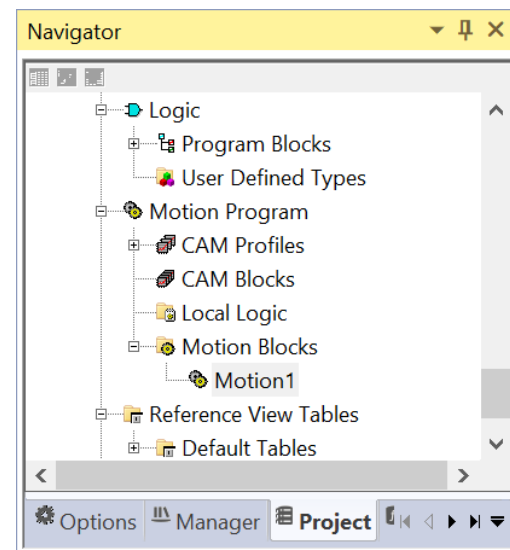 Navigator
Logic
Program Blocks
User Defined Types
Motion Program
CAM Profiles
CAM Blocks
Local Logic
Motion Blocks
Motion1
Reference View Tables
Default Tables
Options Manager Project